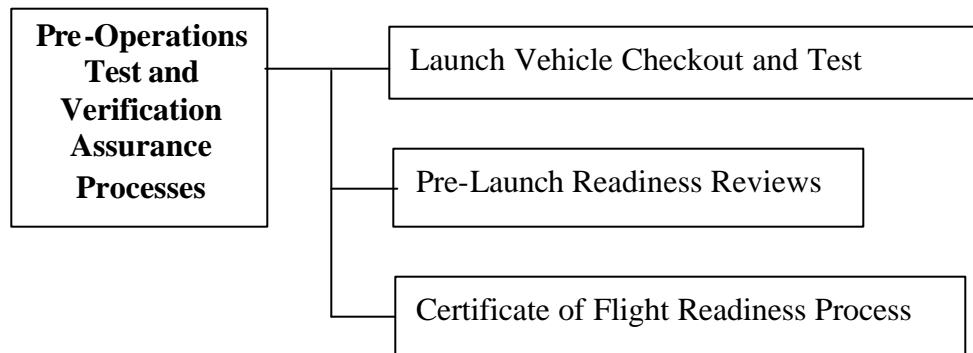 Pre-Operations
Test and
Verification
Assurance
Processes
Launch Vehicle Checkout and Test
Pre-Launch Readiness Reviews
Certificate of Flight Readiness Process